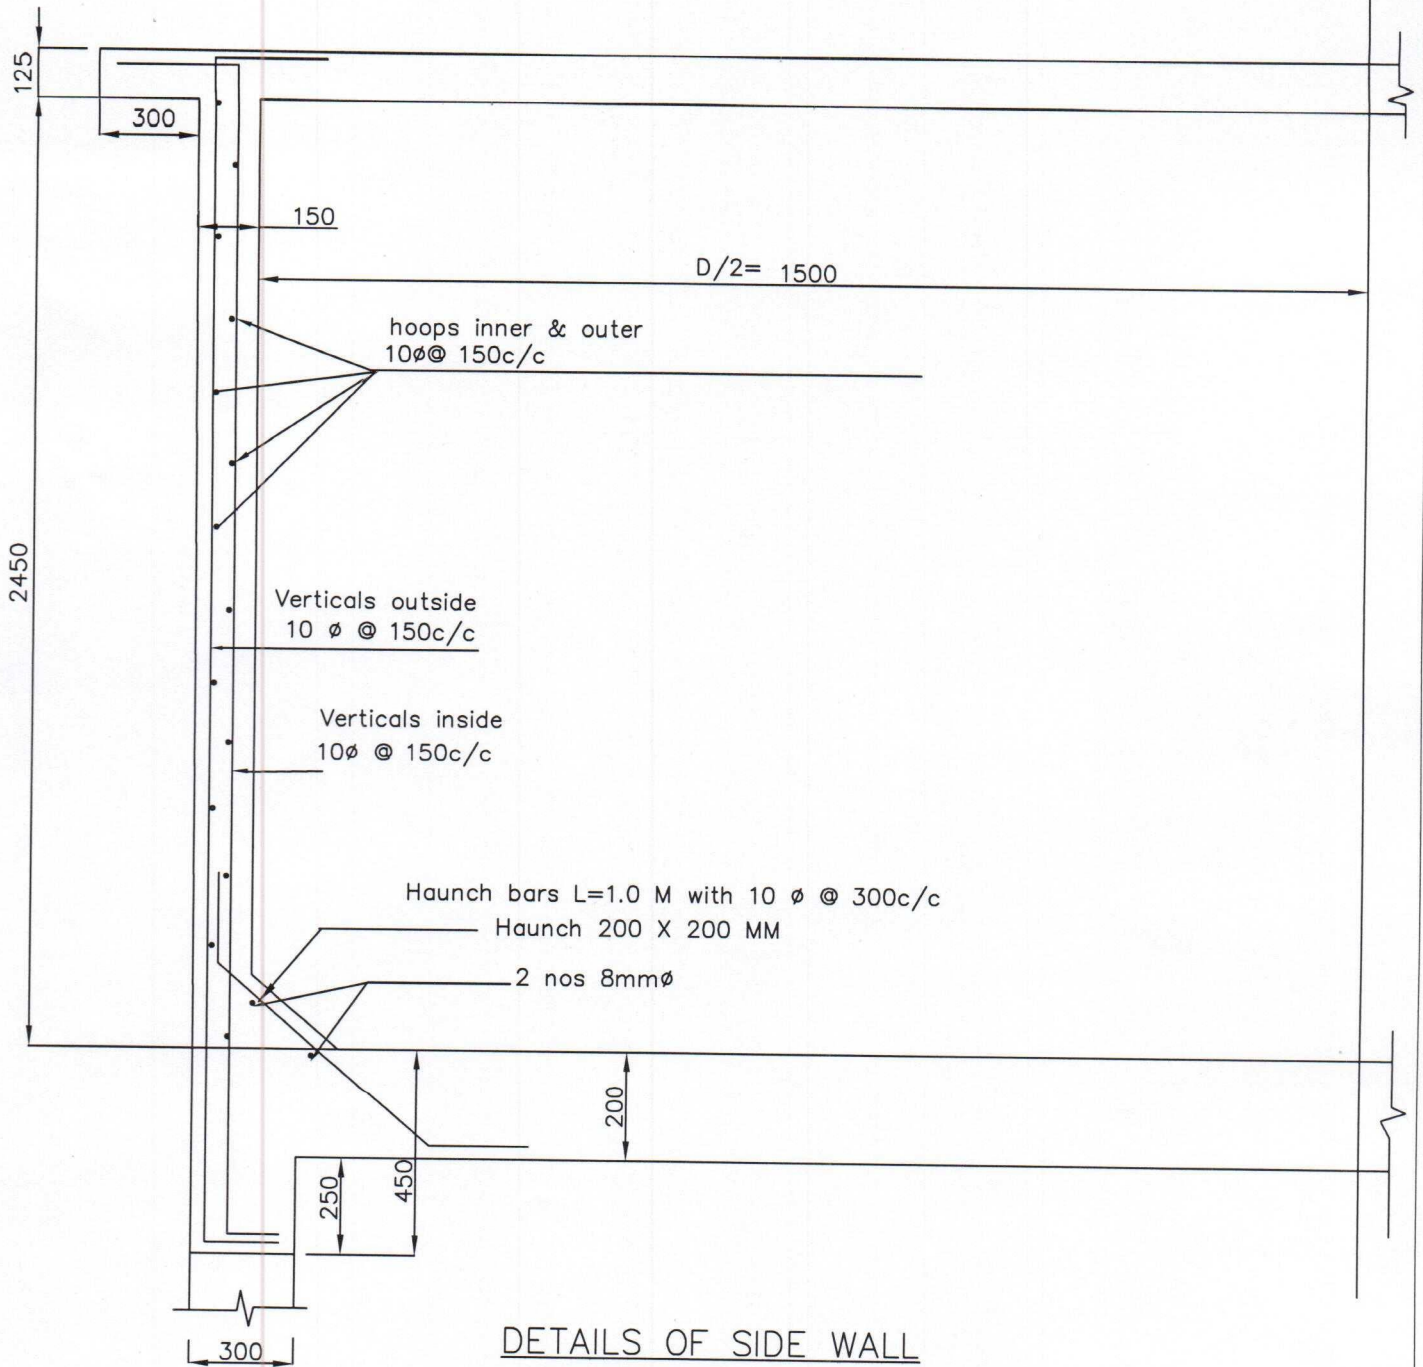 125
300
150
D/2= 1500
hoops inner & outer
10ø@ 150c/c
2450
Verticals outside
10 ø @ 150c/c
Verticals inside
10ø @ 150c/c
Haunch bars L=1.0 M with 10 ø @ 300c/c
Haunch 200 X 200 MM
2 nos 8mmø
200
450
250
300
DETAILS OF SIDE WALL